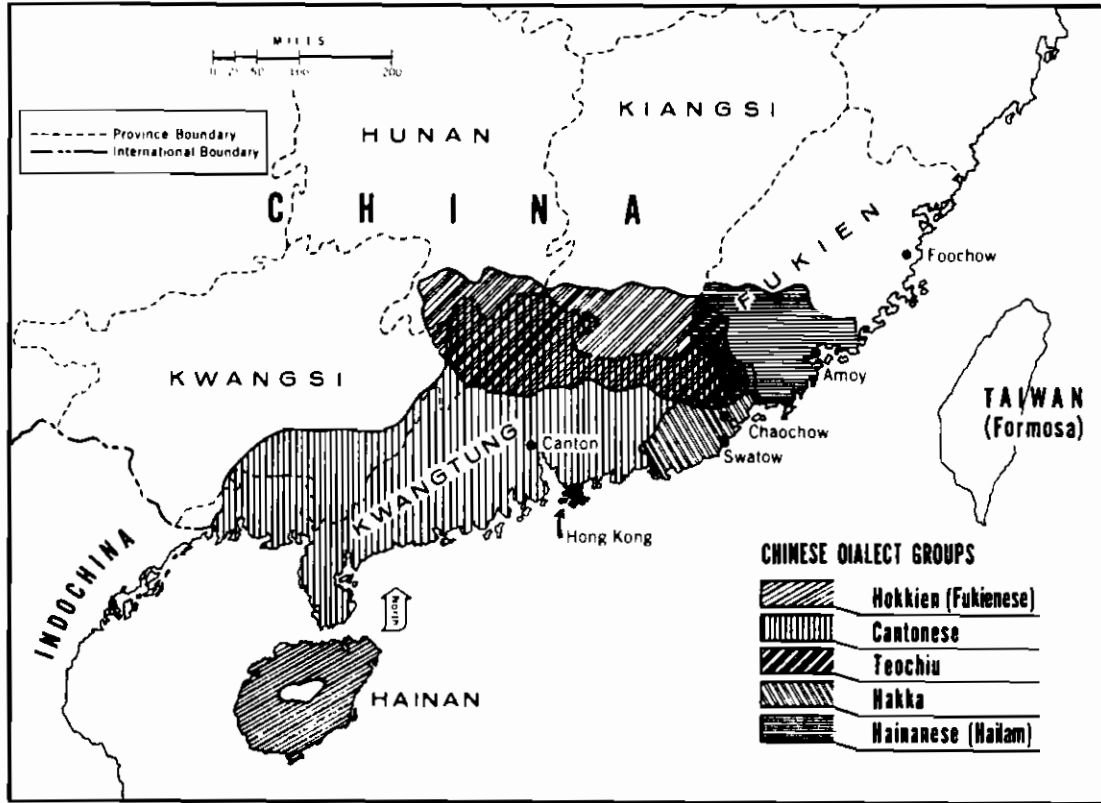 MILES
0 25 50 100 200
Province Boundary
International Boundary
HUNAN
KIANGSI
CHINA
FUKIEN
Foochow
KWANGSI
Amoy
TAIWAN
(Formosa)
Chaochow
Canton
Swatow
KWANGTUNG
Hong Kong
INDOCHINA
North
HAINAN
CHINESE DIALECT GROUPS
Hokkien (Fukienese)
Cantonese
Teochiu
Hakka
Hainanese (Hailam)